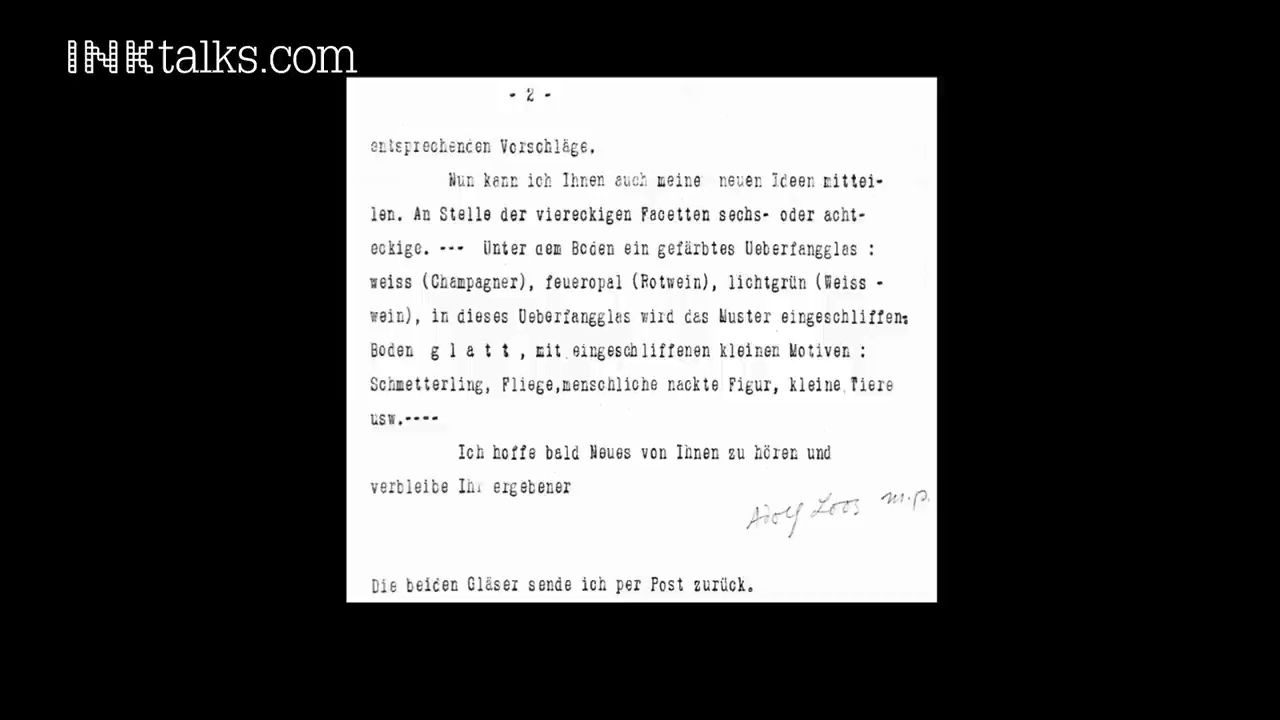 INKtalks.com
- 2 -
entsprechenden Vorschläge.
Nun kann ich Ihnen auch meine neuen Ideen mittei-
len. An Stelle der viereckigen Facetten sechs- oder acht-
eckige. --- Unter dem Boden ein gefärbtes Ueberfangglas :
weiss (Champagner), feueropal (Rotwein), lichtgrün (Weiss -
wein), in dieses Ueberfangglas wird das Muster eingeschliffen:
Boden g l a t t , mit eingeschliffenen kleinen Motiven :
Schmetterling, Fliege,menschliche nackte Figur, kleine Tiere
usw.----
Ich hoffe bald Neues von Ihnen zu hören und
verbleibe Ihr ergebener
Adolf Loos m.p.
Die beiden Gläser sende ich per Post zurück.